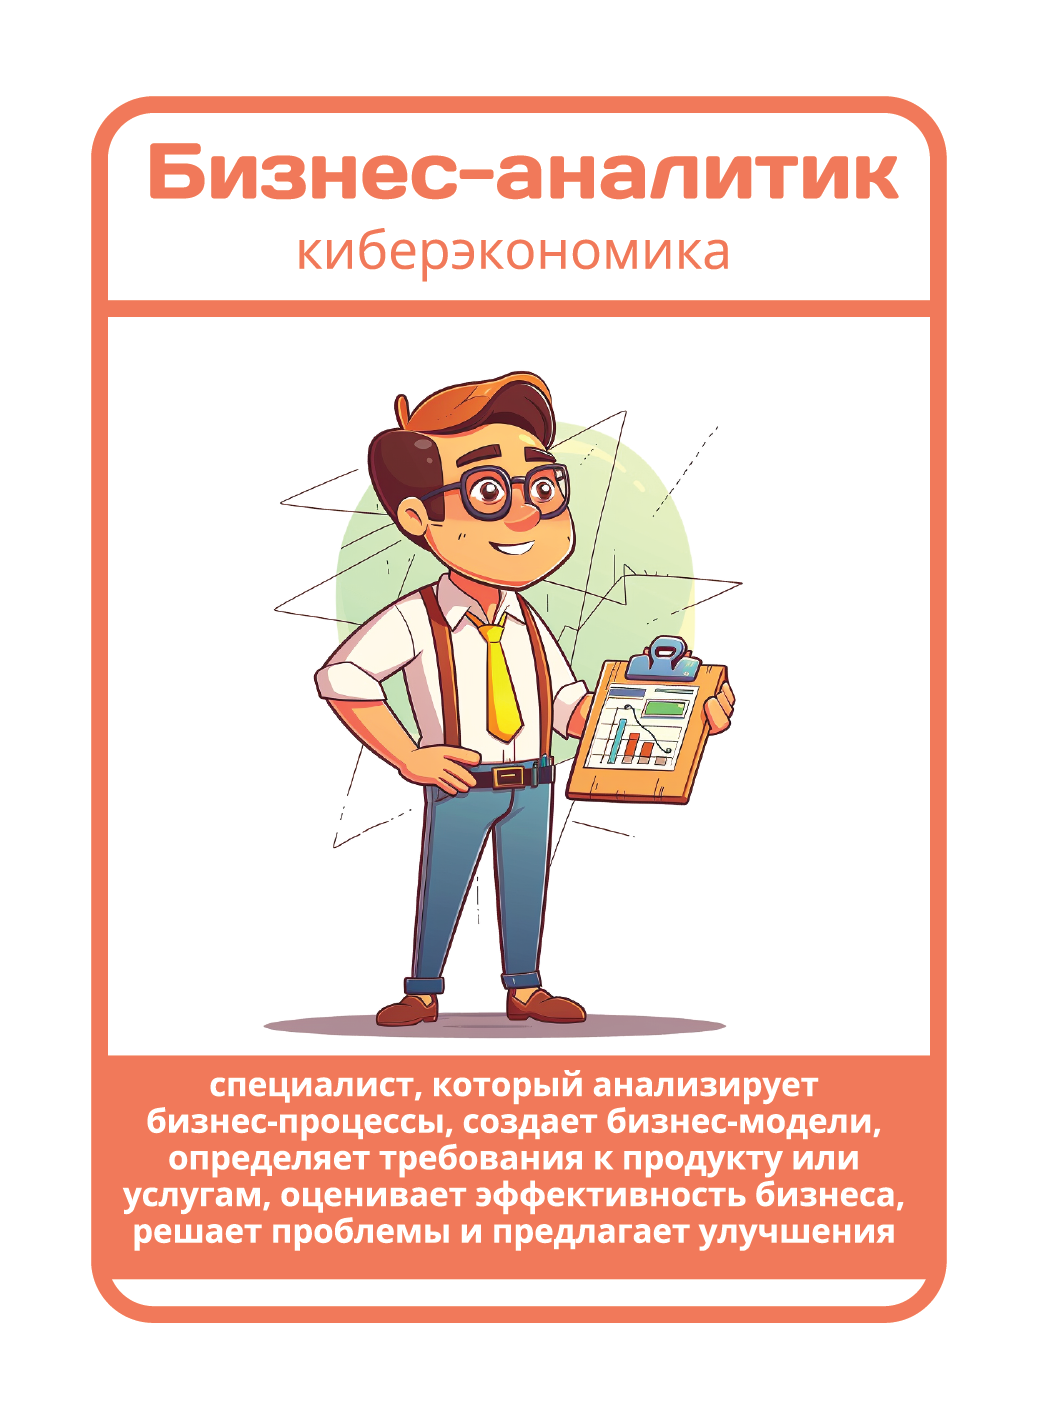 Бизнес-аналитик
киберэкономика
специалист, который анализирует
бизнес-процессы, создает бизнес-модели,
определяет требования к продукту или
услугам, оценивает эффективность бизнеса,
решает проблемы и предлагает улучшения